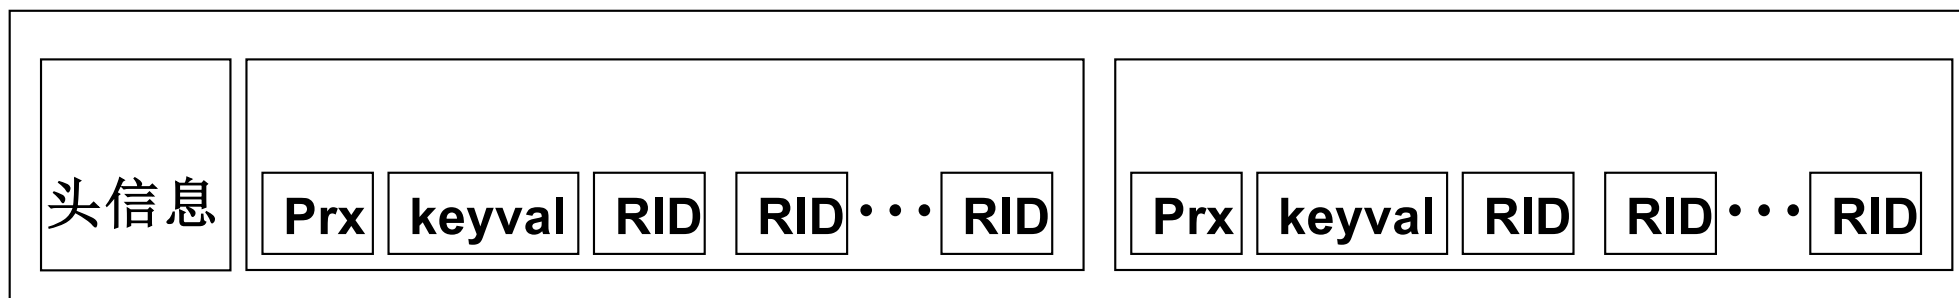 头信息 Prx keyval RID RID ··· RID Prx keyval RID RID ··· RID